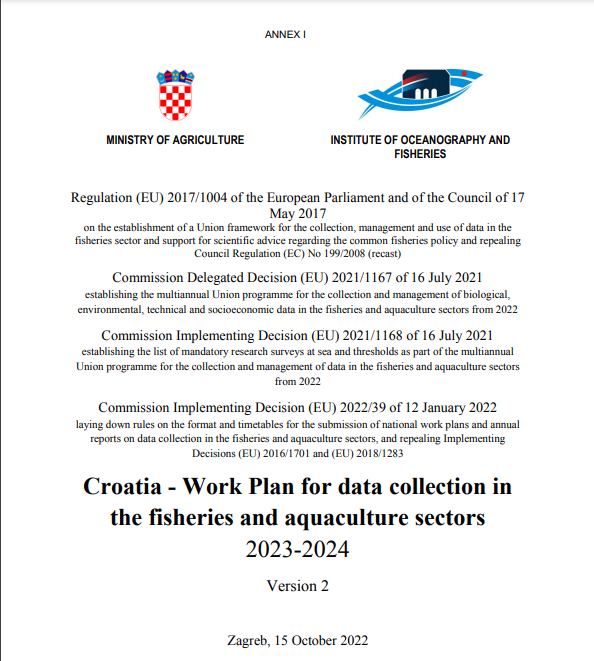 ANNEX I
MINISTRY OF AGRICULTURE
INSTITUTE OF OCEANOGRAPHY AND
FISHERIES
Regulation (EU) 2017/1004 of the European Parliament and of the Council of 17
May 2017
on the establishment of a Union framework for the collection, management and use of data in the
fisheries sector and support for scientific advice regarding the common fisheries policy and repealing
Council Regulation (EC) No 199/2008 (recast)
Commission Delegated Decision (EU) 2021/1167 of 16 July 2021
establishing the multiannual Union programme for the collection and management of biological,
environmental, technical and socioeconomic data in the fisheries and aquaculture sectors from 2022
Commission Implementing Decision (EU) 2021/1168 of 16 July 2021
establishing the list of mandatory research surveys at sea and thresholds as part of the multiannual
Union programme for the collection and management of data in the fisheries and aquaculture sectors
from 2022
Commission Implementing Decision (EU) 2022/39 of 12 January 2022
laying down rules on the format and timetables for the submission of national work plans and annual
reports on data collection in the fisheries and aquaculture sectors, and repealing Implementing
Decisions (EU) 2016/1701 and (EU) 2018/1283
Croatia - Work Plan for data collection in
the fisheries and aquaculture sectors
2023-2024
Version 2
Zagreb, 15 October 2022